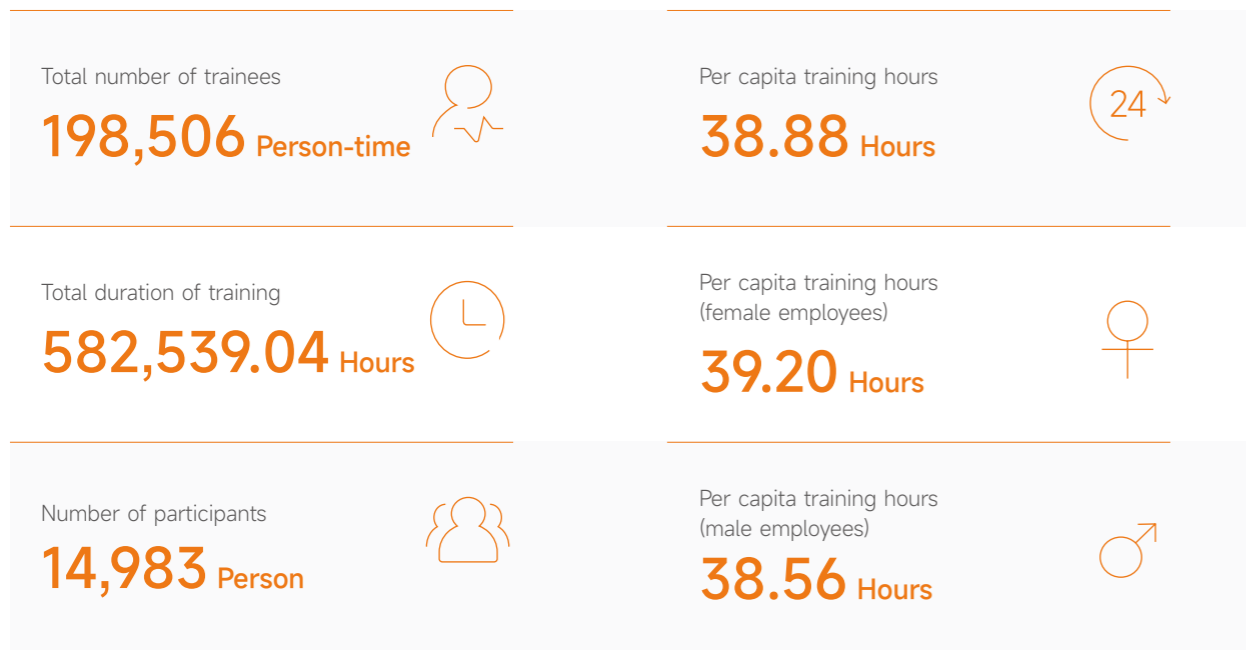 Total number of trainees
198,506 Person-time
Per capita training hours
38.88 Hours
24
Total duration of training
582,539.04 Hours
Per capita training hours
(female employees)
39.20 Hours
Number of participants
14,983 Person
Per capita training hours
(male employees)
38.56 Hours